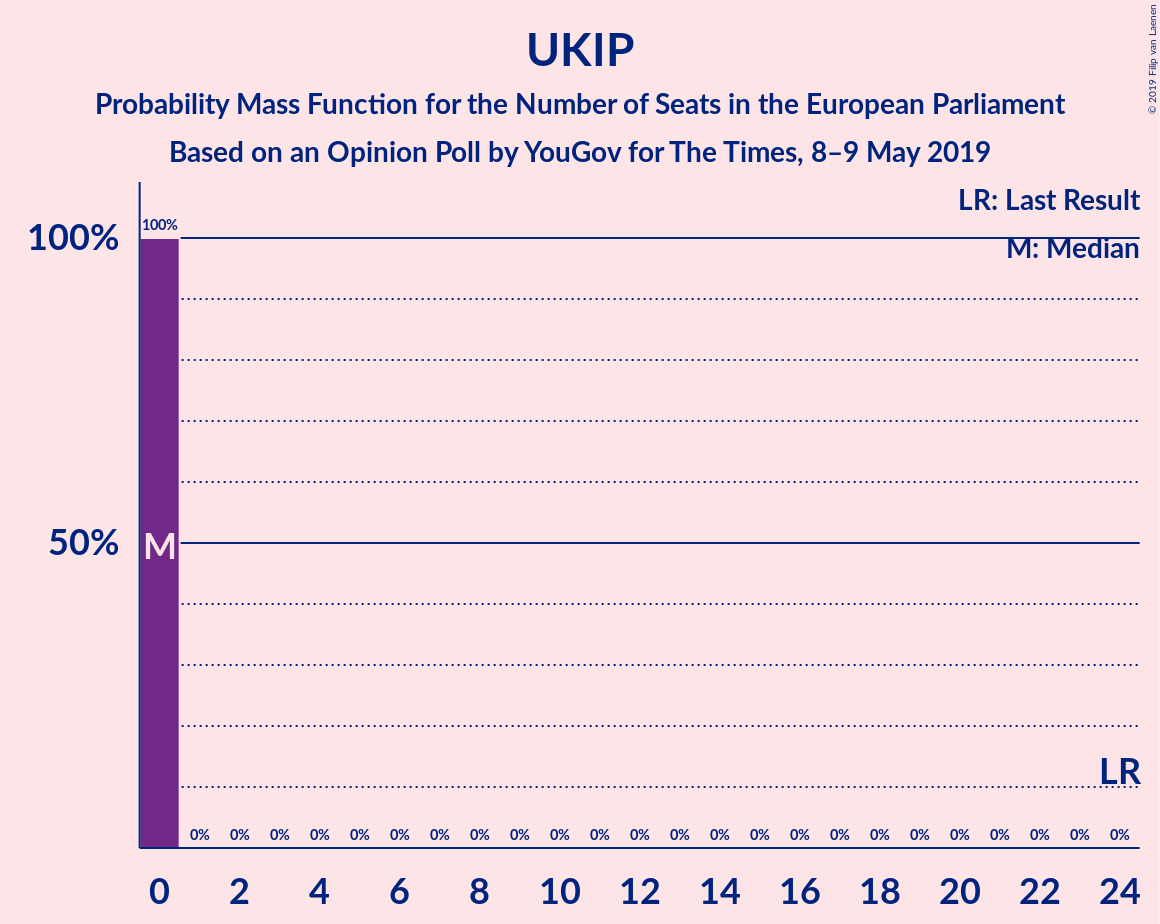 UKIP
Probability Mass Function for the Number of Seats in the European Parliament
Based on an Opinion Poll by YouGov for The Times, 8–9 May 2019
© 2019 Filip van Laenen
LR: Last Result
M: Median
100%
100%
50%
M
LR
0% 0% 0% 0% 0% 0% 0% 0% 0% 0% 0% 0% 0% 0% 0% 0% 0% 0% 0% 0% 0% 0% 0% 0%
0 2 4 6 8 10 12 14 16 18 20 22 24